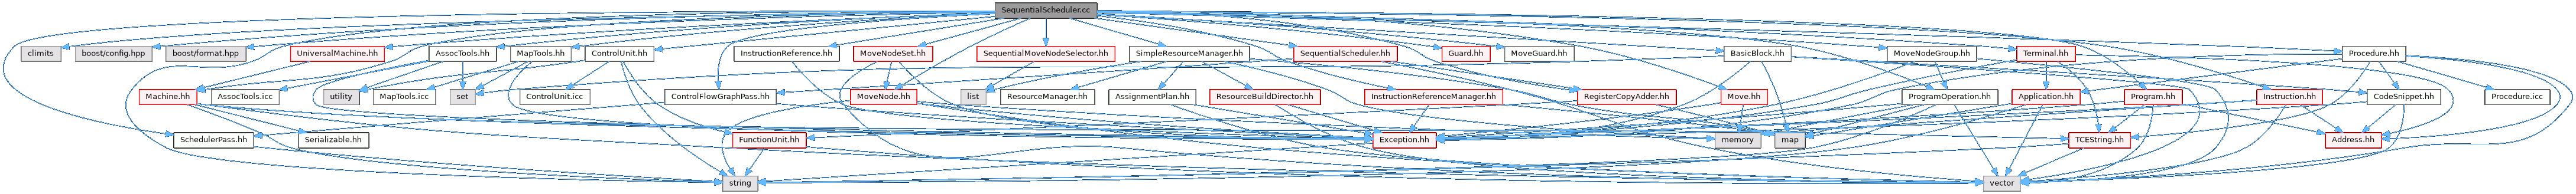 SequentialScheduler.cc
climits
boost/config.hpp
boost/format.hpp
UniversalMachine.hh
AssocTools.hh
MapTools.hh
ControlUnit.hh
InstructionReference.hh
MoveNodeSet.hh
SequentialMoveNodeSelector.hh
SimpleResourceManager.hh
SequentialScheduler.hh
Guard.hh
MoveGuard.hh
BasicBlock.hh
MoveNodeGroup.hh
Terminal.hh
Procedure.hh
Machine.hh
AssocTools.icc
utility
MapTools.icc
set
ControlUnit.icc
ControlFlowGraphPass.hh
MoveNode.hh
list
ResourceManager.hh
AssignmentPlan.hh
ResourceBuildDirector.hh
InstructionReferenceManager.hh
RegisterCopyAdder.hh
Move.hh
ProgramOperation.hh
Application.hh
Program.hh
Instruction.hh
CodeSnippet.hh
Procedure.icc
SchedulerPass.hh
Serializable.hh
FunctionUnit.hh
Exception.hh
memory
map
TCEString.hh
Address.hh
string
vector